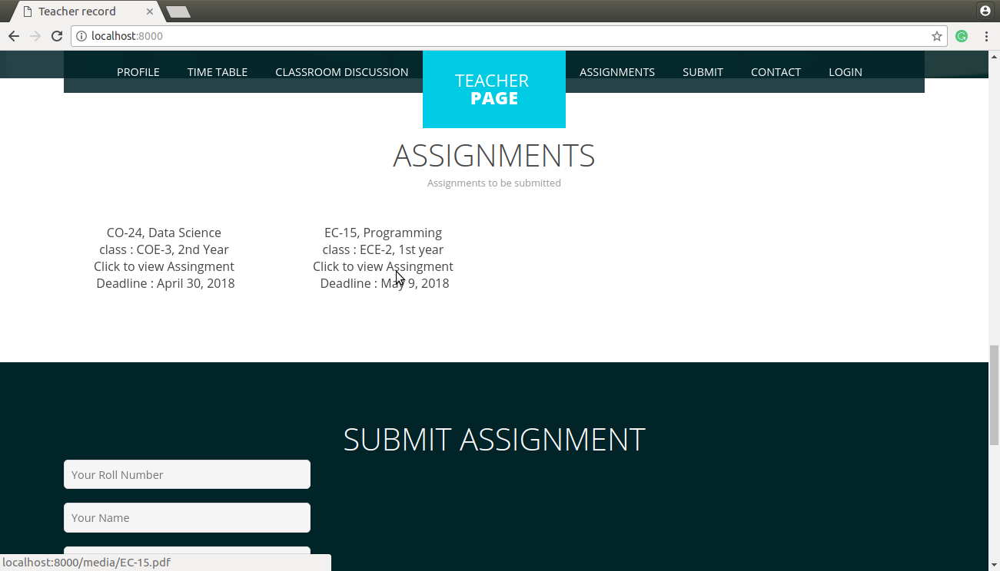 Teacher record
localhost:8000
PROFILE TIME TABLE CLASSROOM DISCUSSION
TEACHER
PAGE
ASSIGNMENTS SUBMIT CONTACT LOGIN
ASSIGNMENTS
Assignments to be submitted
CO-24, Data Science
class : COE-3, 2nd Year
Click to view Assingment
Deadline : April 30, 2018
EC-15, Programming
class : ECE-2, 1st year
Click to view Assingment
Deadline : May 9, 2018
SUBMIT ASSIGNMENT
Your Roll Number
Your Name
localhost:8000/media/EC-15.pdf